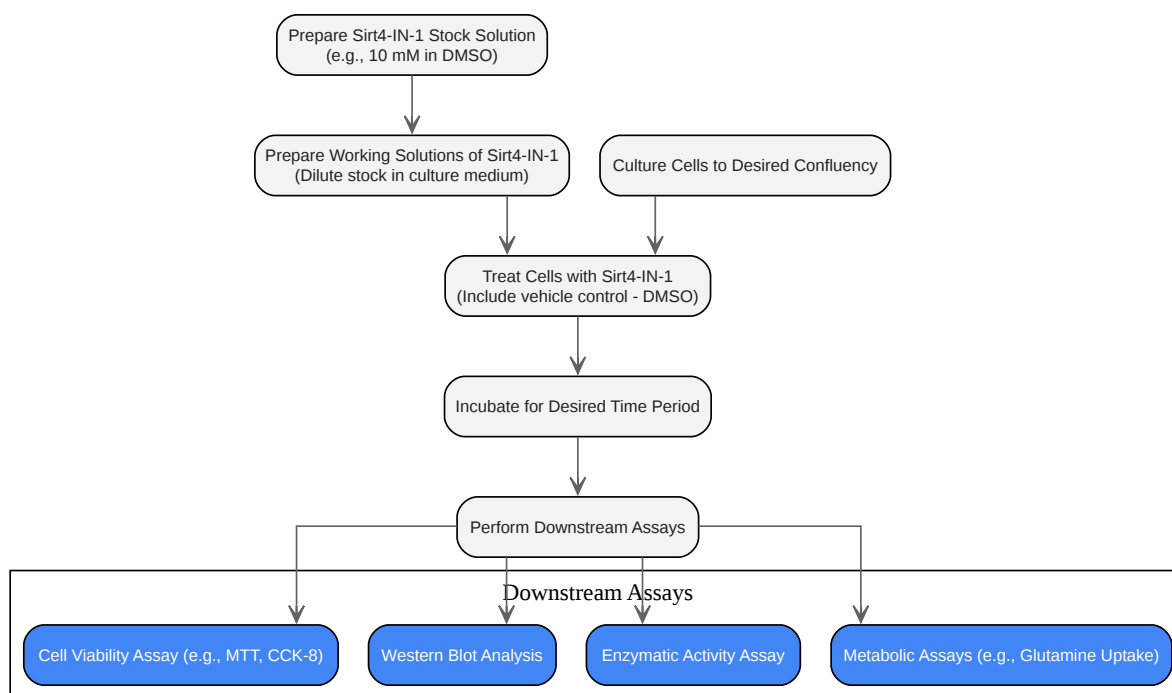 Prepare Sirt4-IN-1 Stock Solution
(e.g., 10 mM in DMSO)
Prepare Working Solutions of Sirt4-IN-1
(Dilute stock in culture medium)
Culture Cells to Desired Confluency
Treat Cells with Sirt4-IN-1
(Include vehicle control - DMSO)
Incubate for Desired Time Period
Perform Downstream Assays
Downstream Assays
Cell Viability Assay (e.g., MTT, CCK-8)
Western Blot Analysis
Enzymatic Activity Assay
Metabolic Assays (e.g., Glutamine Uptake)